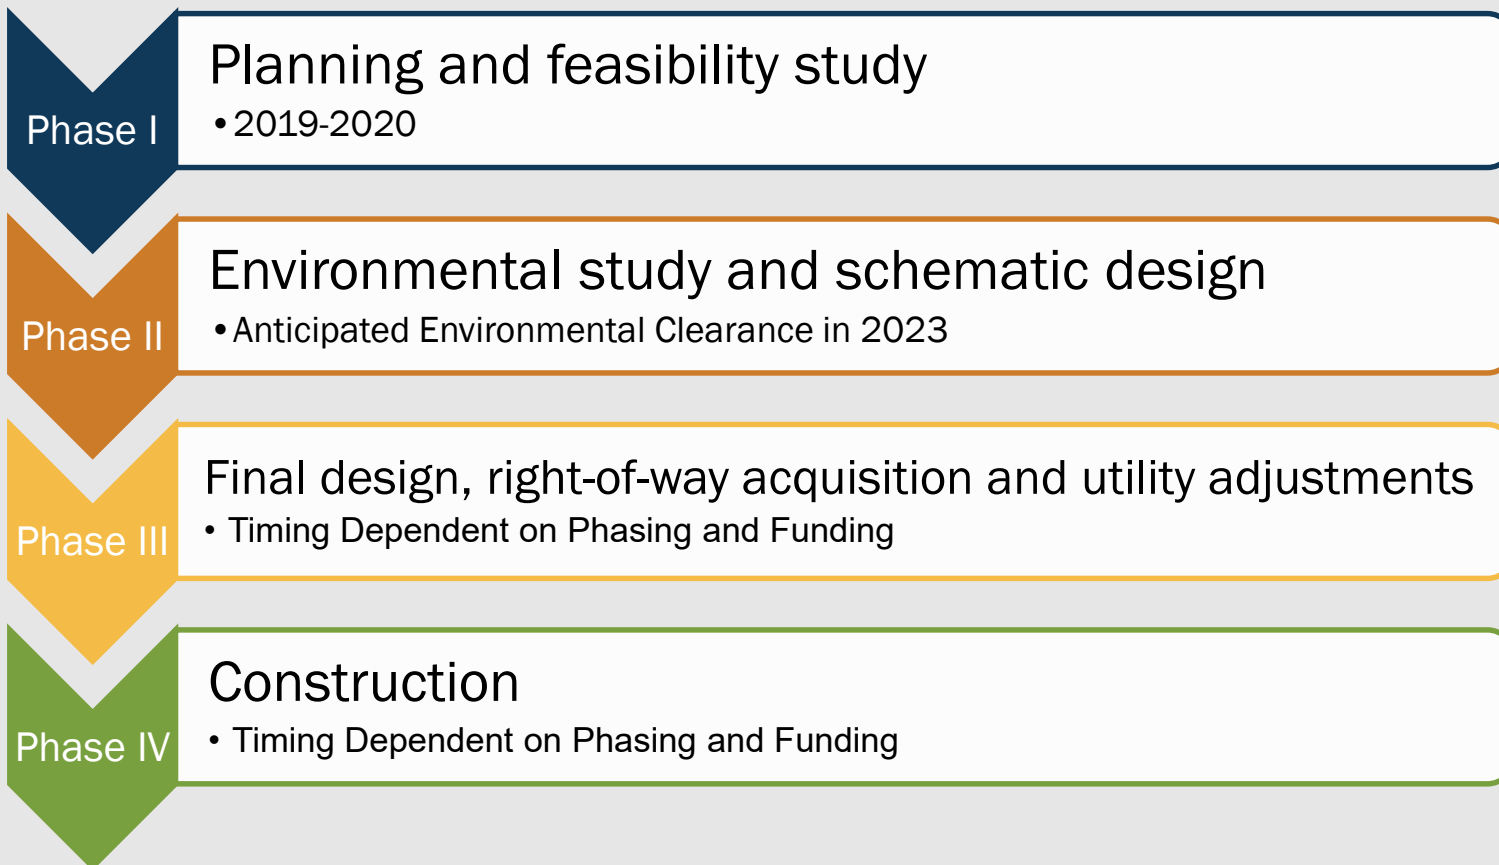 Phase I
Planning and feasibility study
•2019-2020
Phase II
Environmental study and schematic design
•Anticipated Environmental Clearance in 2023
Phase III
Final design, right-of-way acquisition and utility adjustments
• Timing Dependent on Phasing and Funding
Phase IV
Construction
• Timing Dependent on Phasing and Funding